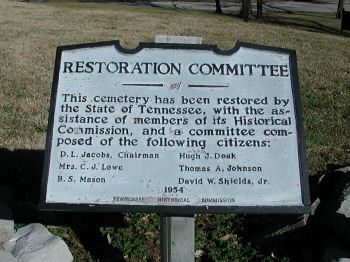 RESTORATION COMMITTEE
This cemetery has been restored by
the State of Tennessee, with the as-
sistance of members of its Historical
Commission, and a committee com-
posed of the following citizens:
D. L. Jacobs, Chairman Hugh J. Doak
Mrs. C. J. Lowe Thomas A. Johnson
B. S. Mason David W. Shields, Jr.
1954
TENNESSEE HISTORICAL COMMISSION